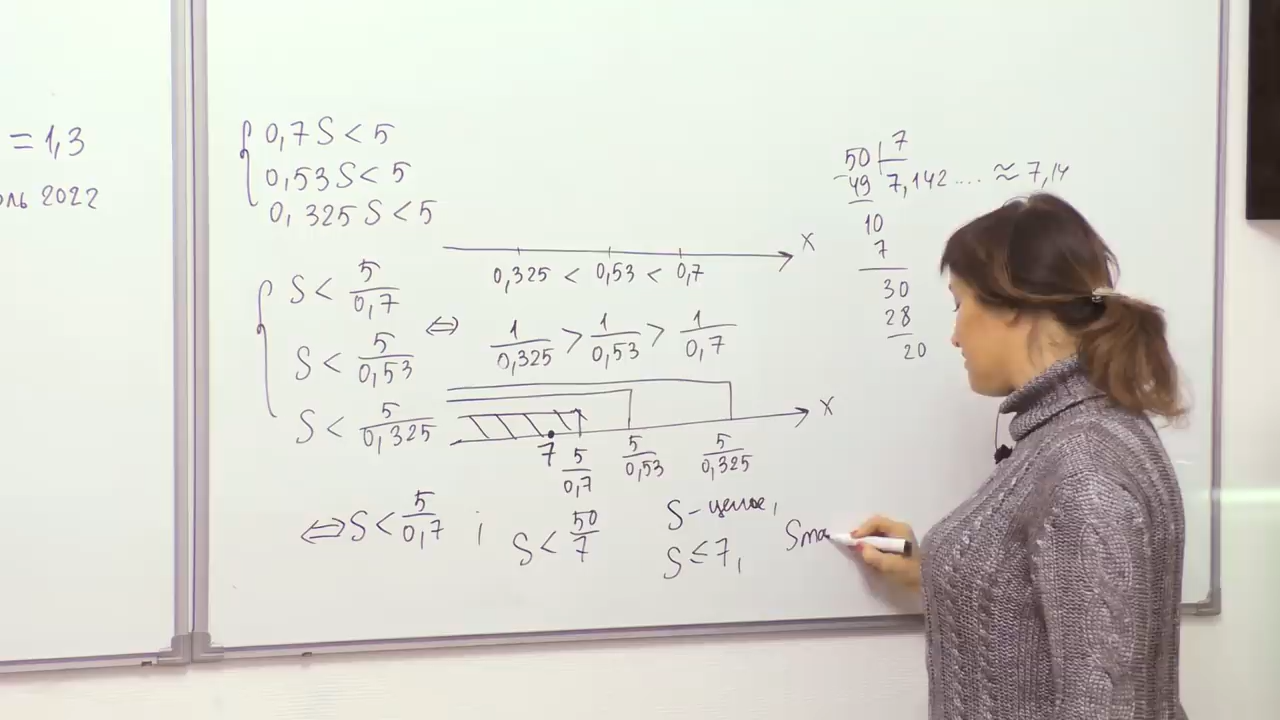 = 1,3
оль 2022
0,7 S < 5
0,53 S < 5
0,325 S < 5
S < 5/0,7
S < 5/0,53
S < 5/0,325
⇔
x
0,325 < 0,53 < 0,7
1/0,325 > 1/0,53 > 1/0,7
x
7 5/0,7 5/0,53 5/0,325
⇔ S < 5/0,7 ; S < 50/7
S - целое,
S ≤ 7,
Sma
50 | 7
- 49 7,142.... ≈ 7,14
10
7
30
28
20